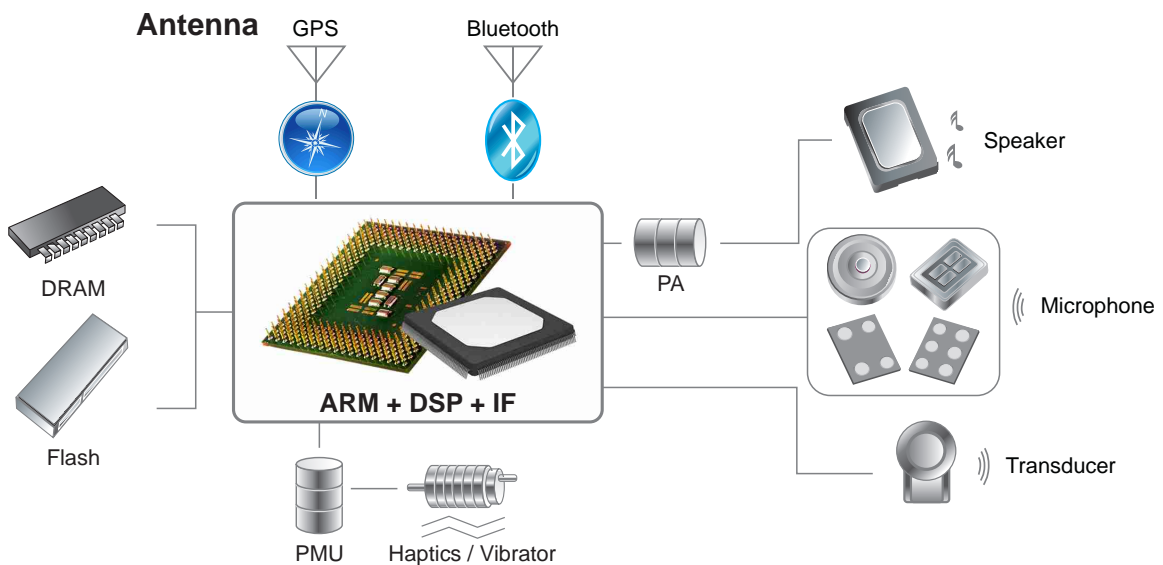 Antenna
GPS
Bluetooth
N
Speaker
DRAM
PA
Microphone
ARM + DSP + IF
Flash
Transducer
PMU
Haptics / Vibrator